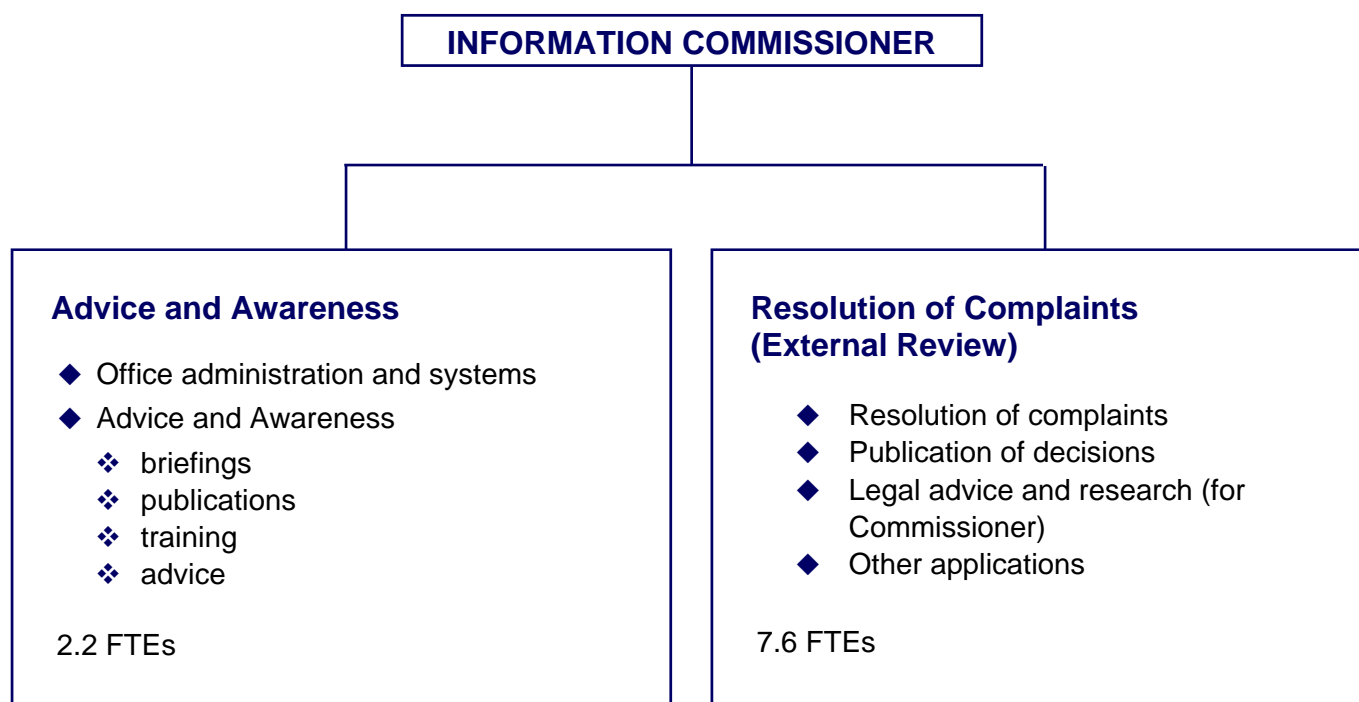 INFORMATION COMMISSIONER
Advice and Awareness
◆ Office administration and systems
◆ Advice and Awareness
❖ briefings
❖ publications
❖ training
❖ advice
2.2 FTEs
Resolution of Complaints
(External Review)
◆ Resolution of complaints
◆ Publication of decisions
◆ Legal advice and research (for
Commissioner)
◆ Other applications
7.6 FTEs